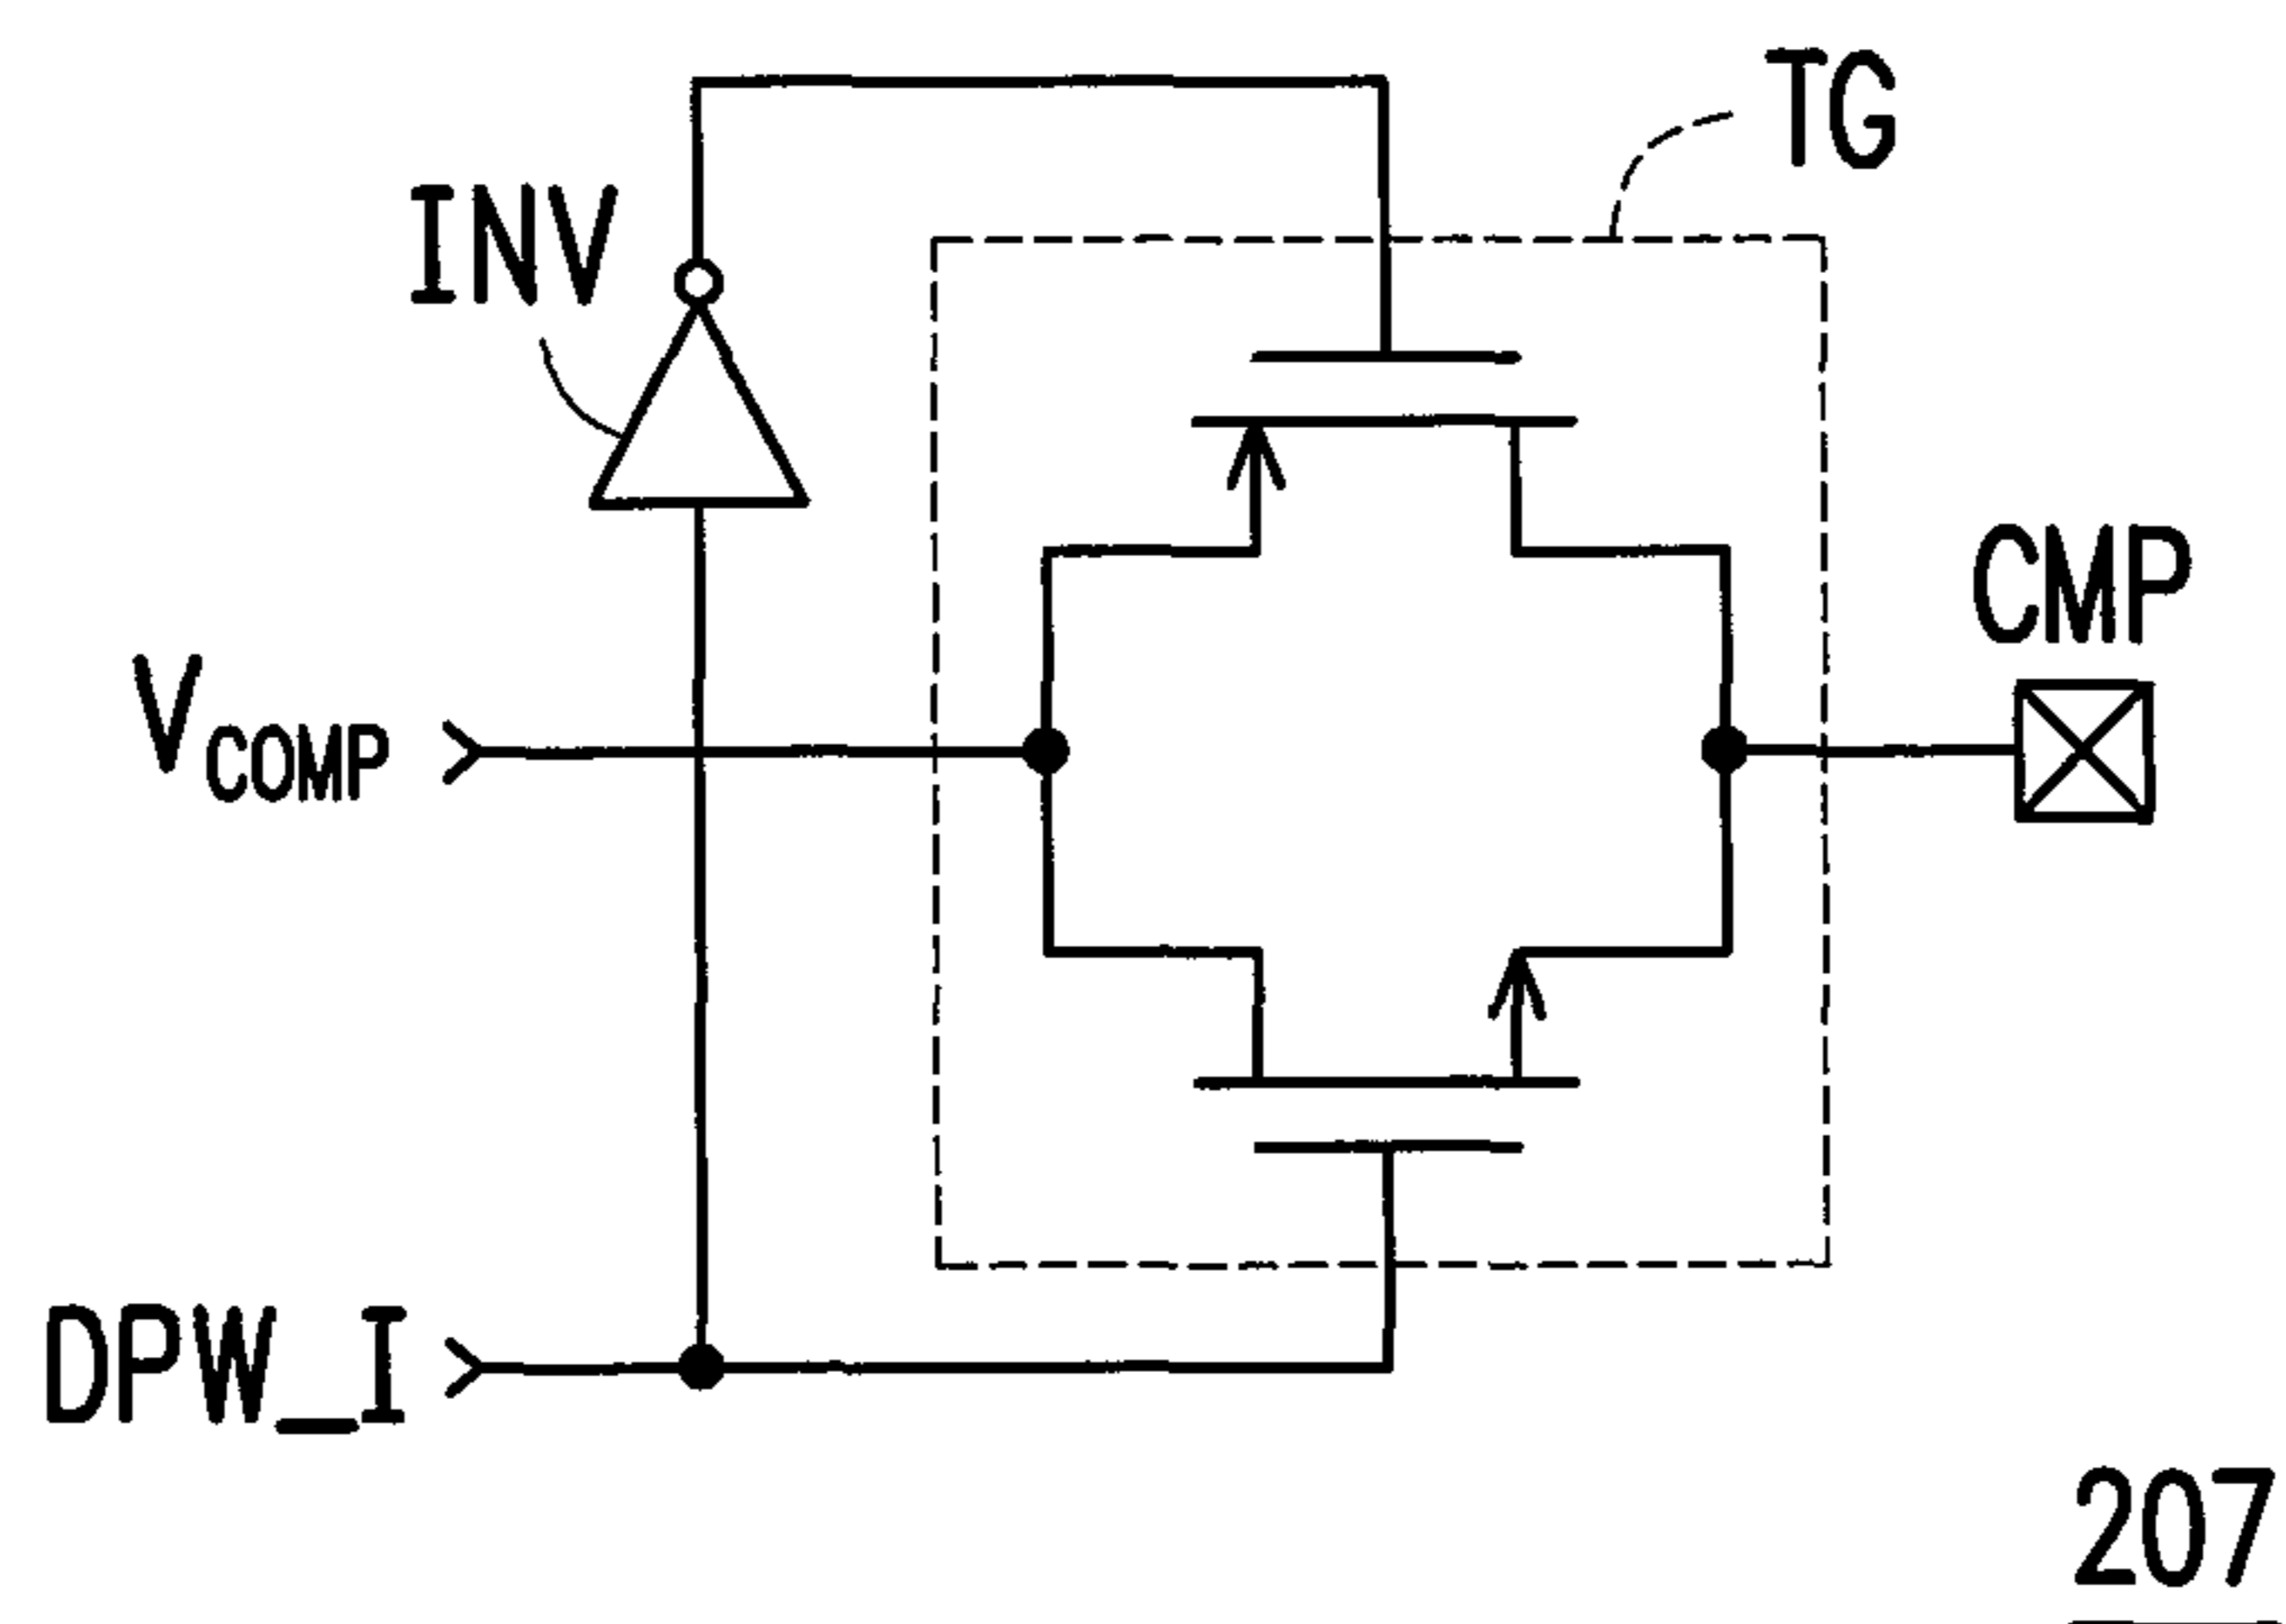 TG
INV
CMP
VCOMP
DPW_I
207